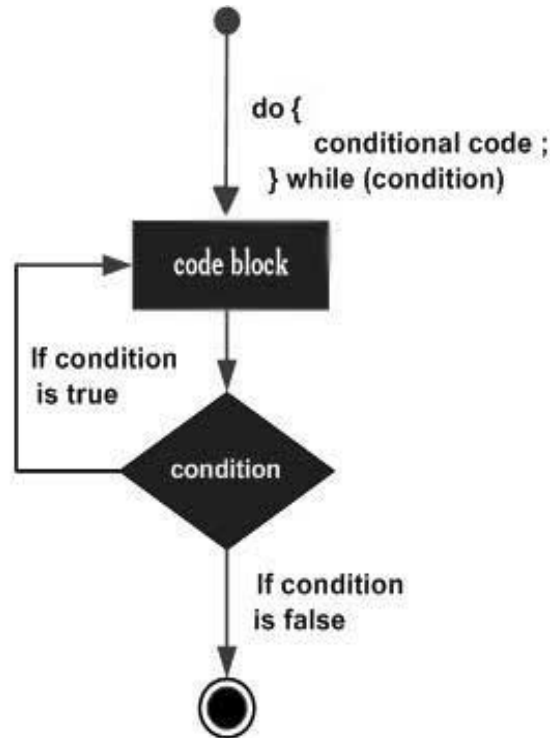 do {
conditional code ;
} while (condition)
code block
If condition
is true
condition
If condition
is false